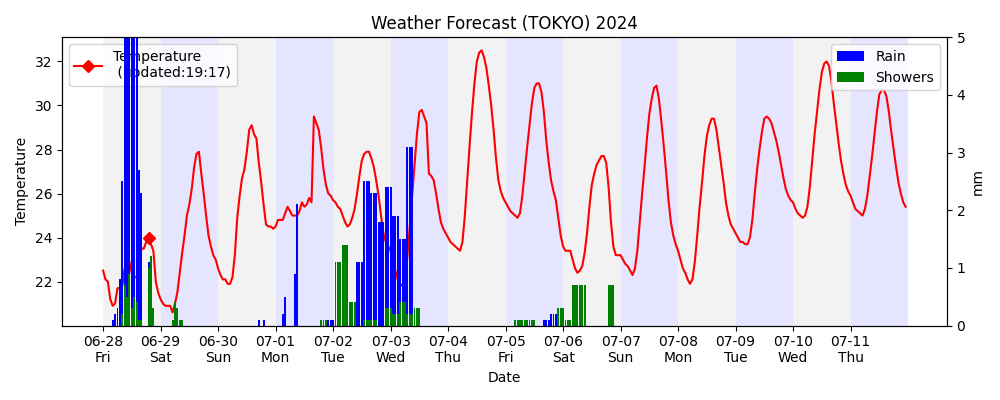 Weather Forecast (TOKYO) 2024
Temperature
(updated:19:17)
Rain
Showers
Temperature
32
30
28
26
24
22
5
4
3
2
1
0
mm
06-28 06-29 06-30 07-01 07-02 07-03 07-04 07-05 07-06 07-07 07-08 07-09 07-10 07-11
Fri Sat Sun Mon Tue Wed Thu Fri Sat Sun Mon Tue Wed Thu
Date